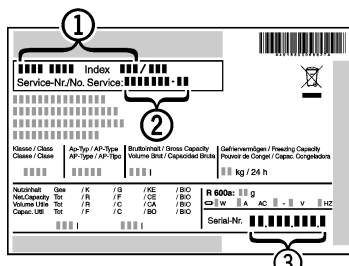 1
Index /
Service-Nr./No. Service: -
2
Klasse / Class
Classe / Clase
Ap-Typ / AP-Type
AP-Type / AP-Tipo
Bruttoinhalt / Gross Capacity
Volume Brut / Capacidad Bruta
Gefriervermögen / Freezing Capacity
Pouvoir de Congel / Capac. Congeladora
kg / 24 h
Nutzinhalt Ges / K / G / KE / BIO
Net.Capacity Tot / R / F / CE / BIO
Volume Utile Tot / R / C / CA / BIO
Capac. Util Tot / F / C / BO / BIO
l l
R 600a: g
W A AC - V HZ
Serial-Nr.
3